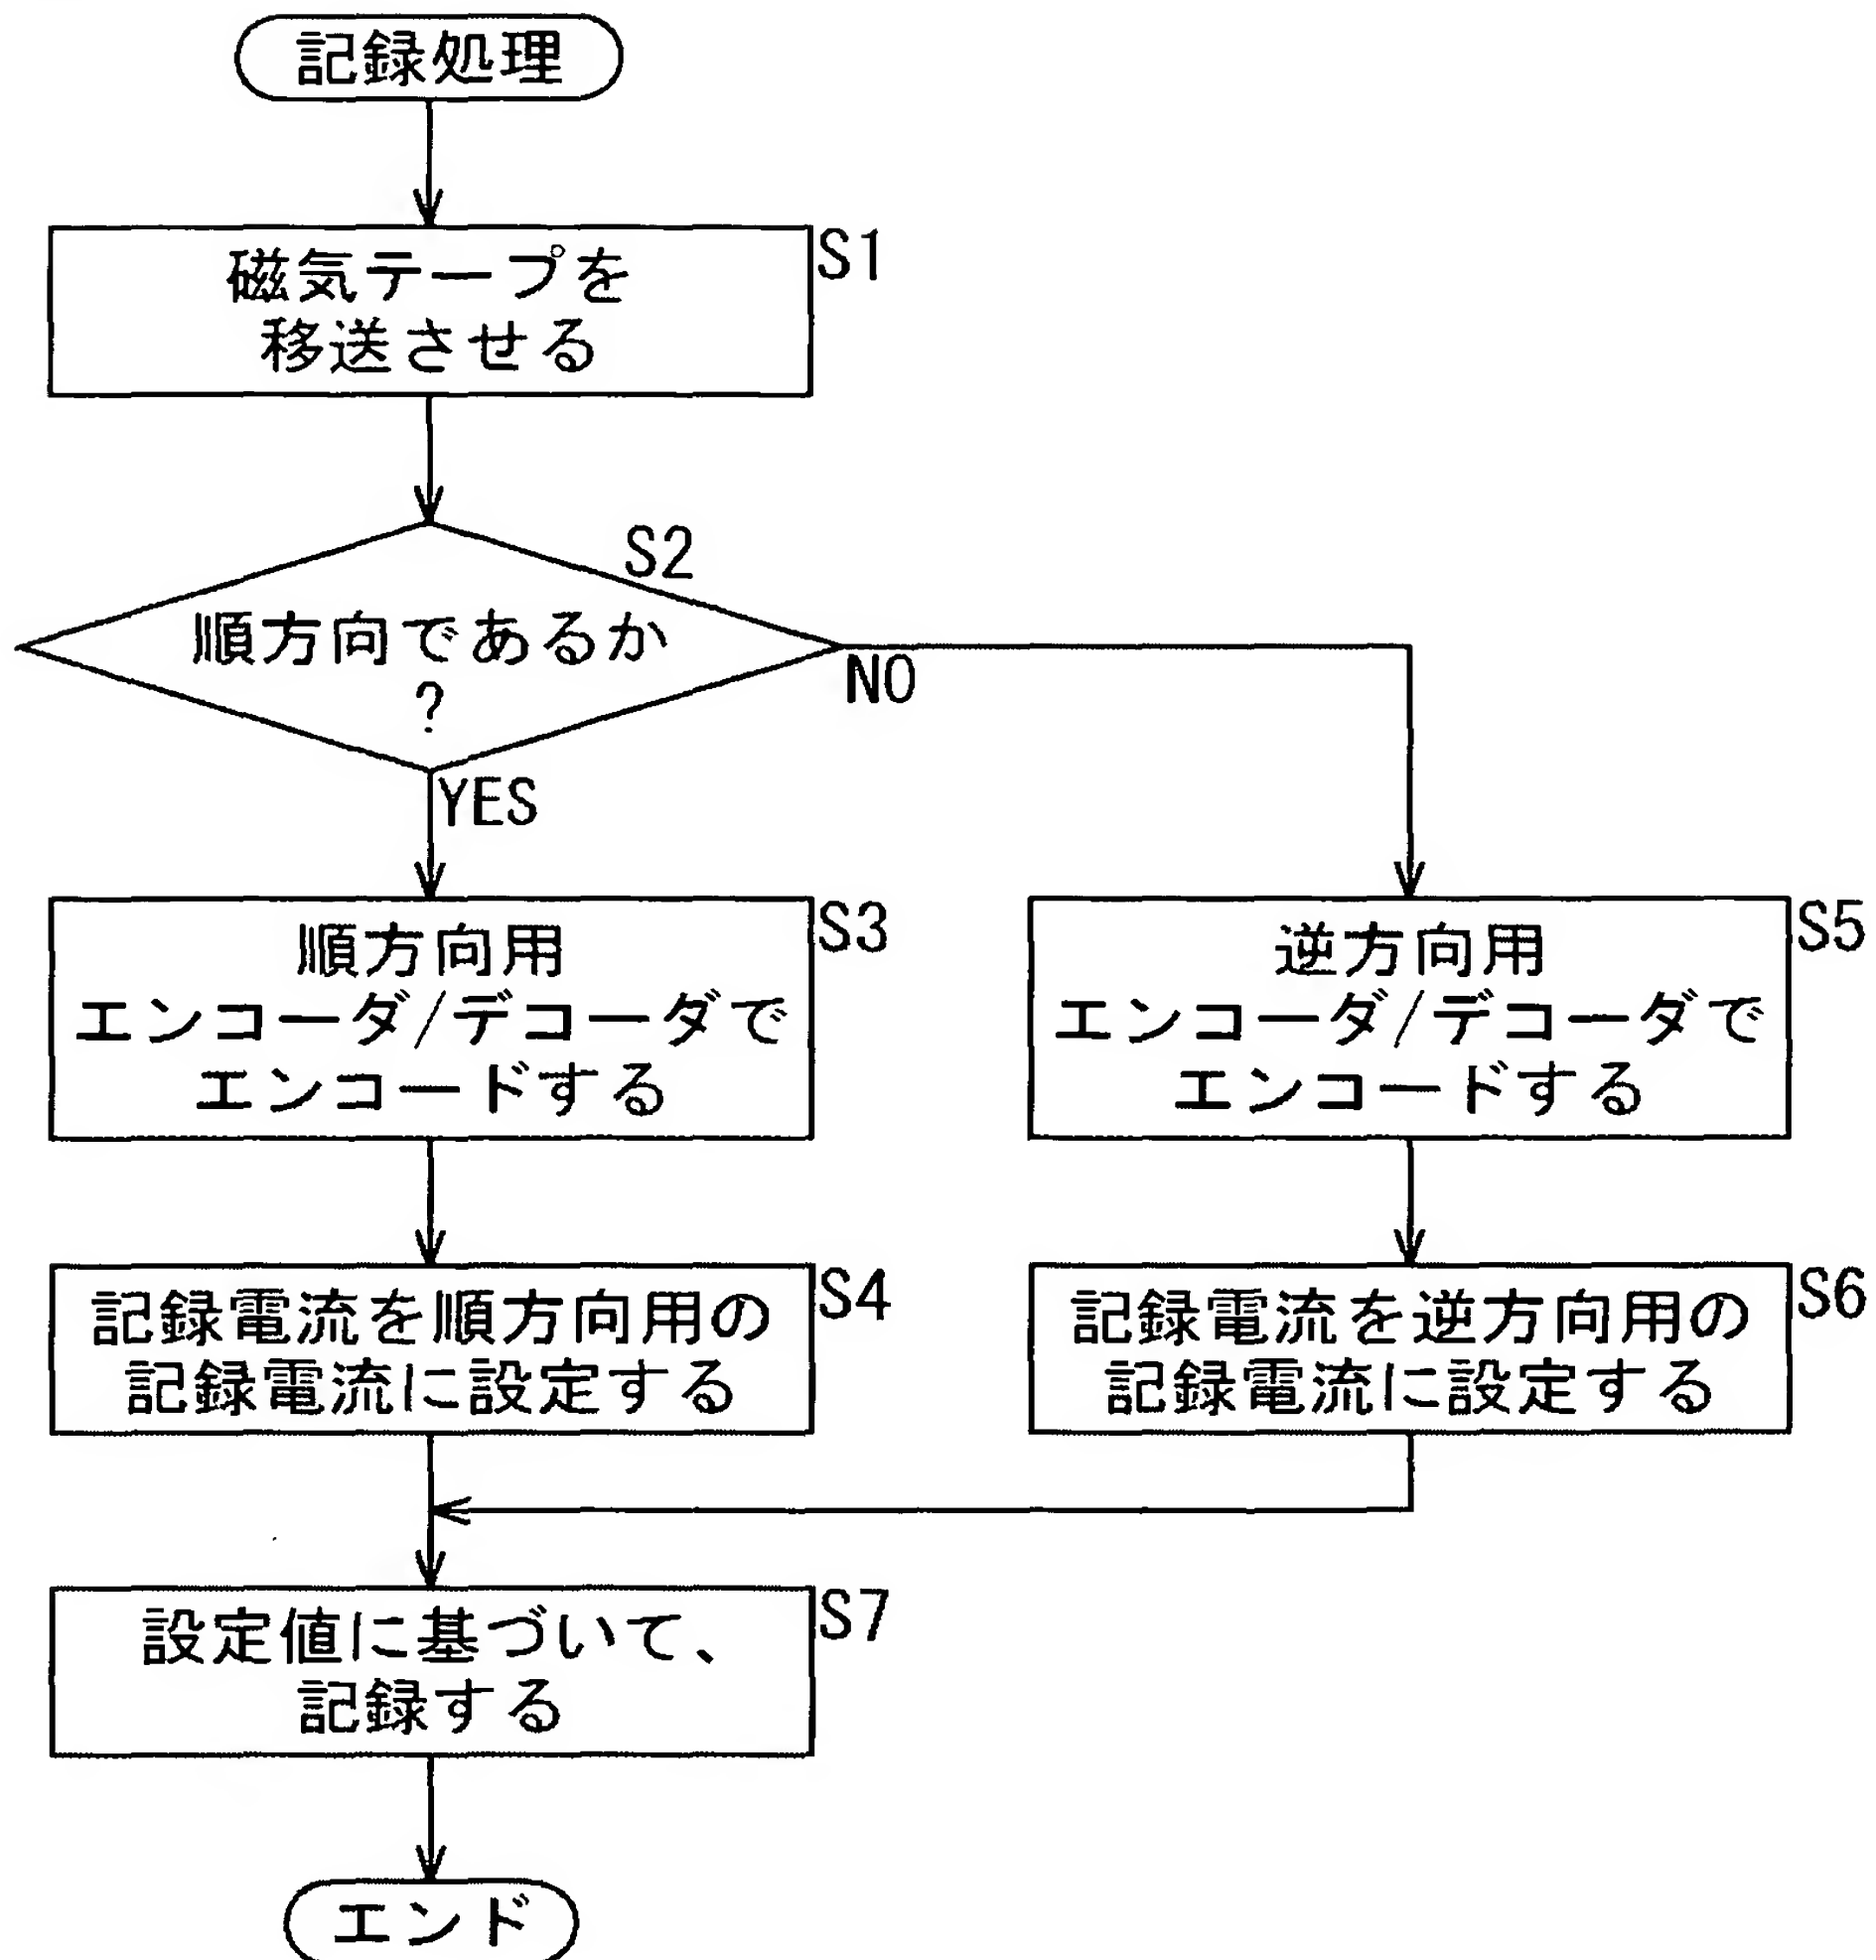 記録処理
S1
磁気テープを
移送させる
S2
順方向であるか
?
NO
YES
S3
順方向用
エンコーダ/デコーダで
エンコードする
S5
逆方向用
エンコーダ/デコーダで
エンコードする
S4
記録電流を順方向用の
記録電流に設定する
S6
記録電流を逆方向用の
記録電流に設定する
S7
設定値に基づいて、
記録する
エンド